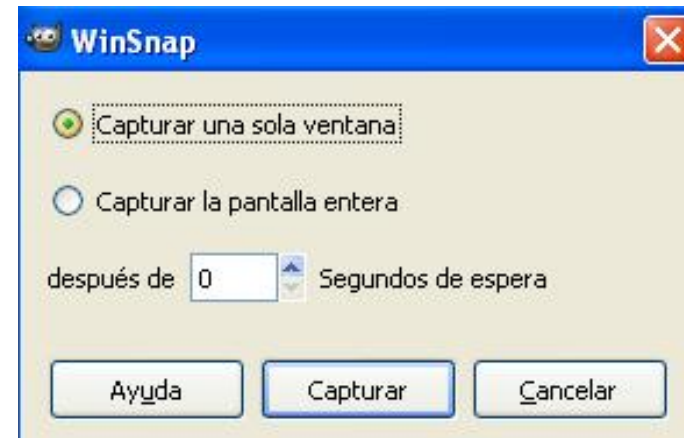 WinSnap
Capturar una sola ventana
Capturar la pantalla entera
después de 0 Segundos de espera
Ayuda Capturar Cancelar